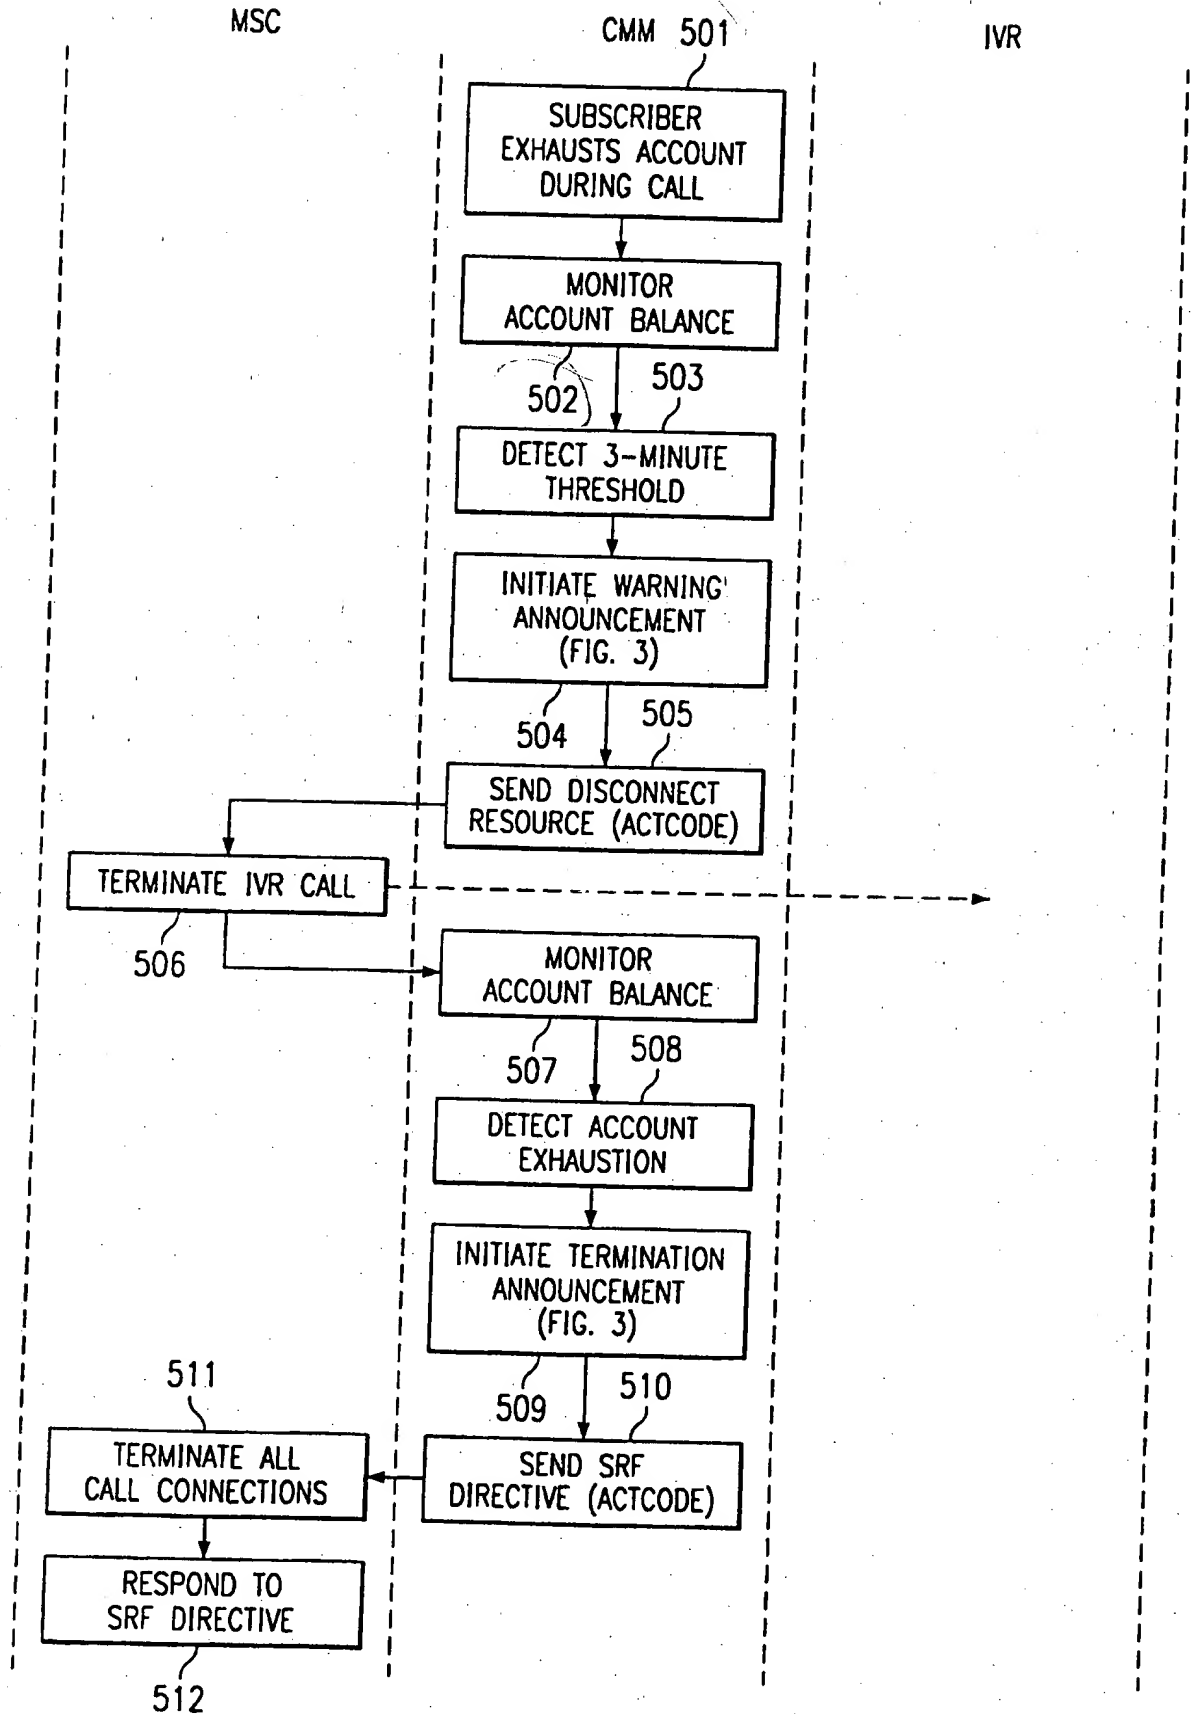 MSC
CMM 501
IVR
SUBSCRIBER
EXHAUSTS ACCOUNT
DURING CALL
MONITOR
ACCOUNT BALANCE
502
503
DETECT 3-MINUTE
THRESHOLD
INITIATE WARNING
ANNOUNCEMENT
(FIG. 3)
504
505
SEND DISCONNECT
RESOURCE (ACTCODE)
TERMINATE IVR CALL
506
MONITOR
ACCOUNT BALANCE
507
508
DETECT ACCOUNT
EXHAUSTION
INITIATE TERMINATION
ANNOUNCEMENT
(FIG. 3)
509
510
511
TERMINATE ALL
CALL CONNECTIONS
SEND SRF
DIRECTIVE (ACTCODE)
RESPOND TO
SRF DIRECTIVE
512